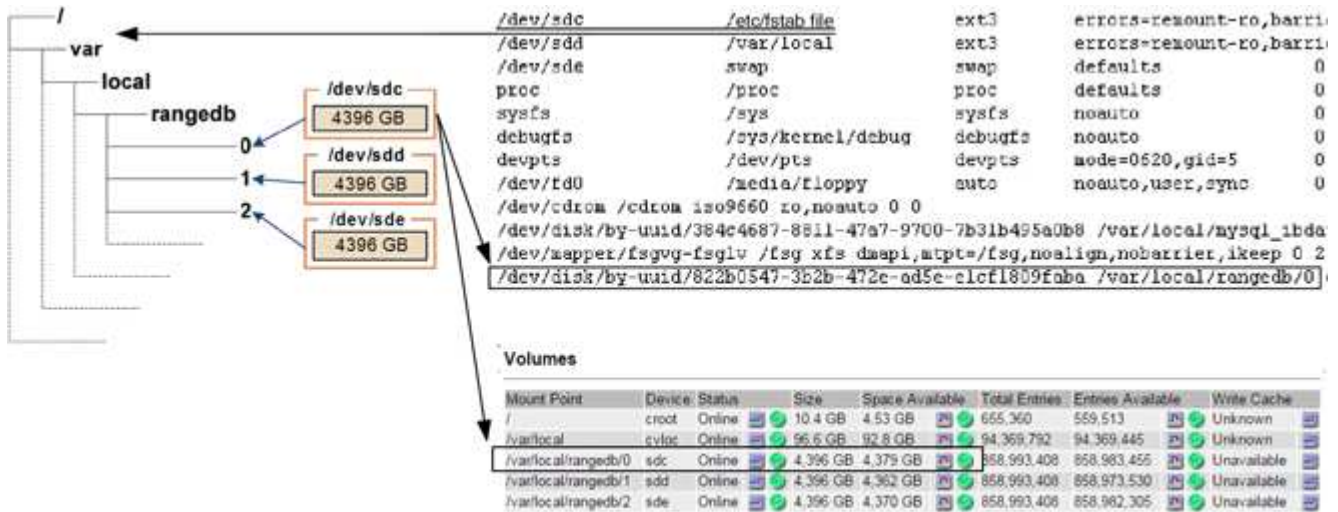 /
var
local
rangedb
0
1
2
/dev/sdc
4396 GB
/dev/sdd
4396 GB
/dev/sde
4396 GB
/dev/sdc /etc/fstab file ext3 errors=remount-ro,barri
/dev/sdd /var/local ext3 errors=remount-ro,barri
/dev/sde swap swap defaults 0
proc /proc proc defaults 0
sysfs /sys sysfs noauto 0
debugfs /sys/kernel/debug debugfs noauto 0
devpts /dev/pts devpts mode=0620,gid=5 0
/dev/fd0 /media/floppy auto noauto,user,sync 0
/dev/cdrom /cdrom iso9660 ro,noauto 0 0
/dev/disk/by-uuid/384c4687-8811-47a7-9700-7b31b495a0b8 /var/local/mysql_ibda
/dev/mapper/fsgvg-fsglv /fsg xfs dmapi,mtpt=/fsg,noalign,nobarrier,ikeep 0 2
/dev/disk/by-uuid/822b0547-3b2b-472e-ad5e-e1cf1809faba /var/local/rangedb/0
Volumes
Mount Point Device Status Size Space Available Total Entries Entries Available Write Cache
/ croot Online 10.4 GB 4.53 GB 655,360 559,513 Unknown
/var/local cvloc Online 96.6 GB 92.8 GB 94,369,792 94,369,445 Unknown
/var/local/rangedb/0 sdc Online 4,396 GB 4,379 GB 858,993,408 858,983,455 Unavailable
/var/local/rangedb/1 sdd Online 4,396 GB 4,362 GB 858,993,408 858,973,530 Unavailable
/var/local/rangedb/2 sde Online 4,396 GB 4,370 GB 858,993,408 858,982,305 Unavailable